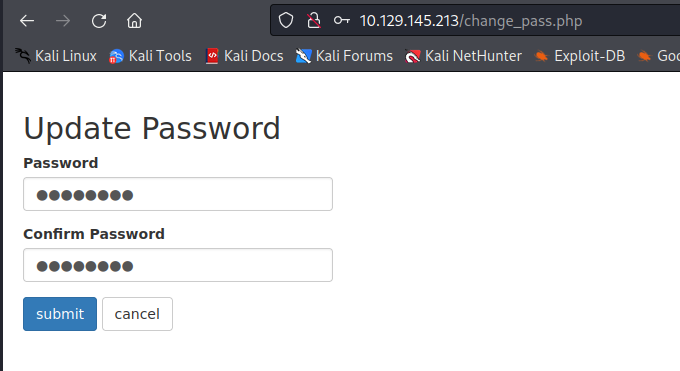 10.129.145.213/change_pass.php
Kali Linux Kali Tools Kali Docs Kali Forums Kali NetHunter Exploit-DB Goo
Update Password
Password
●●●●●●●●
Confirm Password
●●●●●●●●
submit cancel